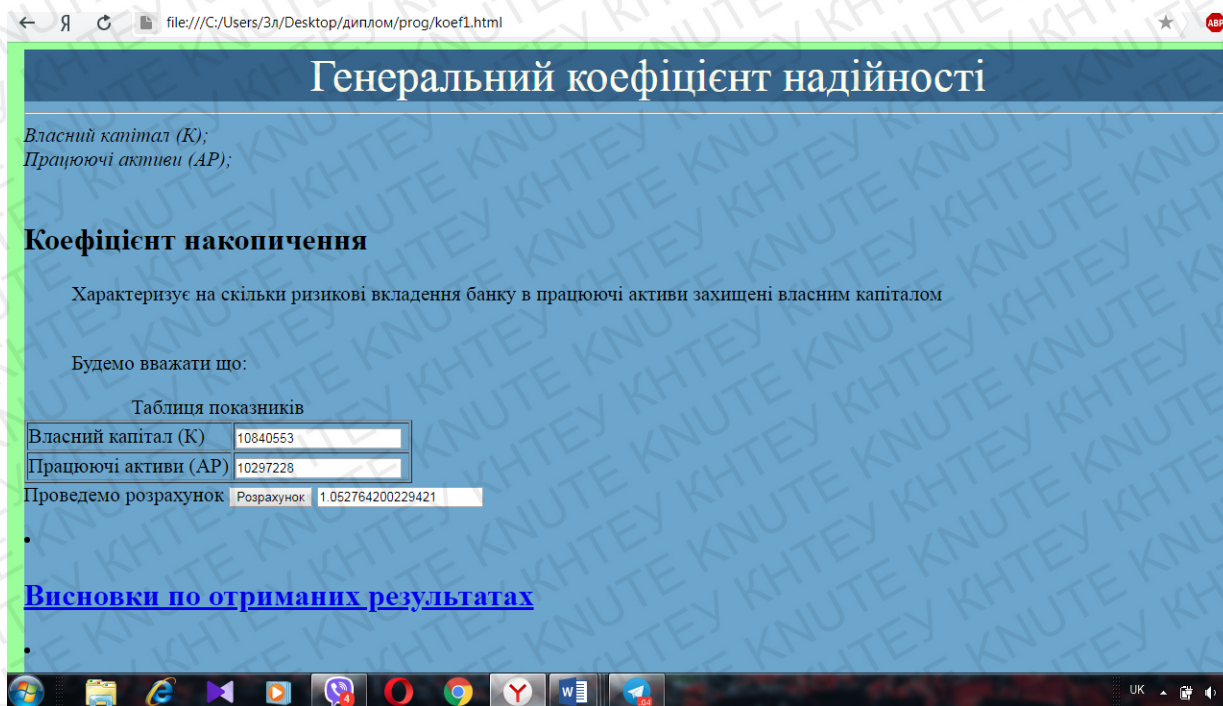 file:///C:/Users/Зл/Desktop/диплом/prog/koef1.html
ABP
Генеральний коефіцієнт надійності
Власний капітал (К);
Працюючі активи (АР);
Коефіцієнт накопичення
Характеризує на скільки ризикові вкладення банку в працюючі активи захищені власним капіталом
Будемо вважати що:
Таблиця показників
Власний капітал (К) 10840553
Працюючі активи (АР) 10297228
Проведемо розрахунок Розрахунок 1.052764200229421
Висновки по отриманих результатах
UK